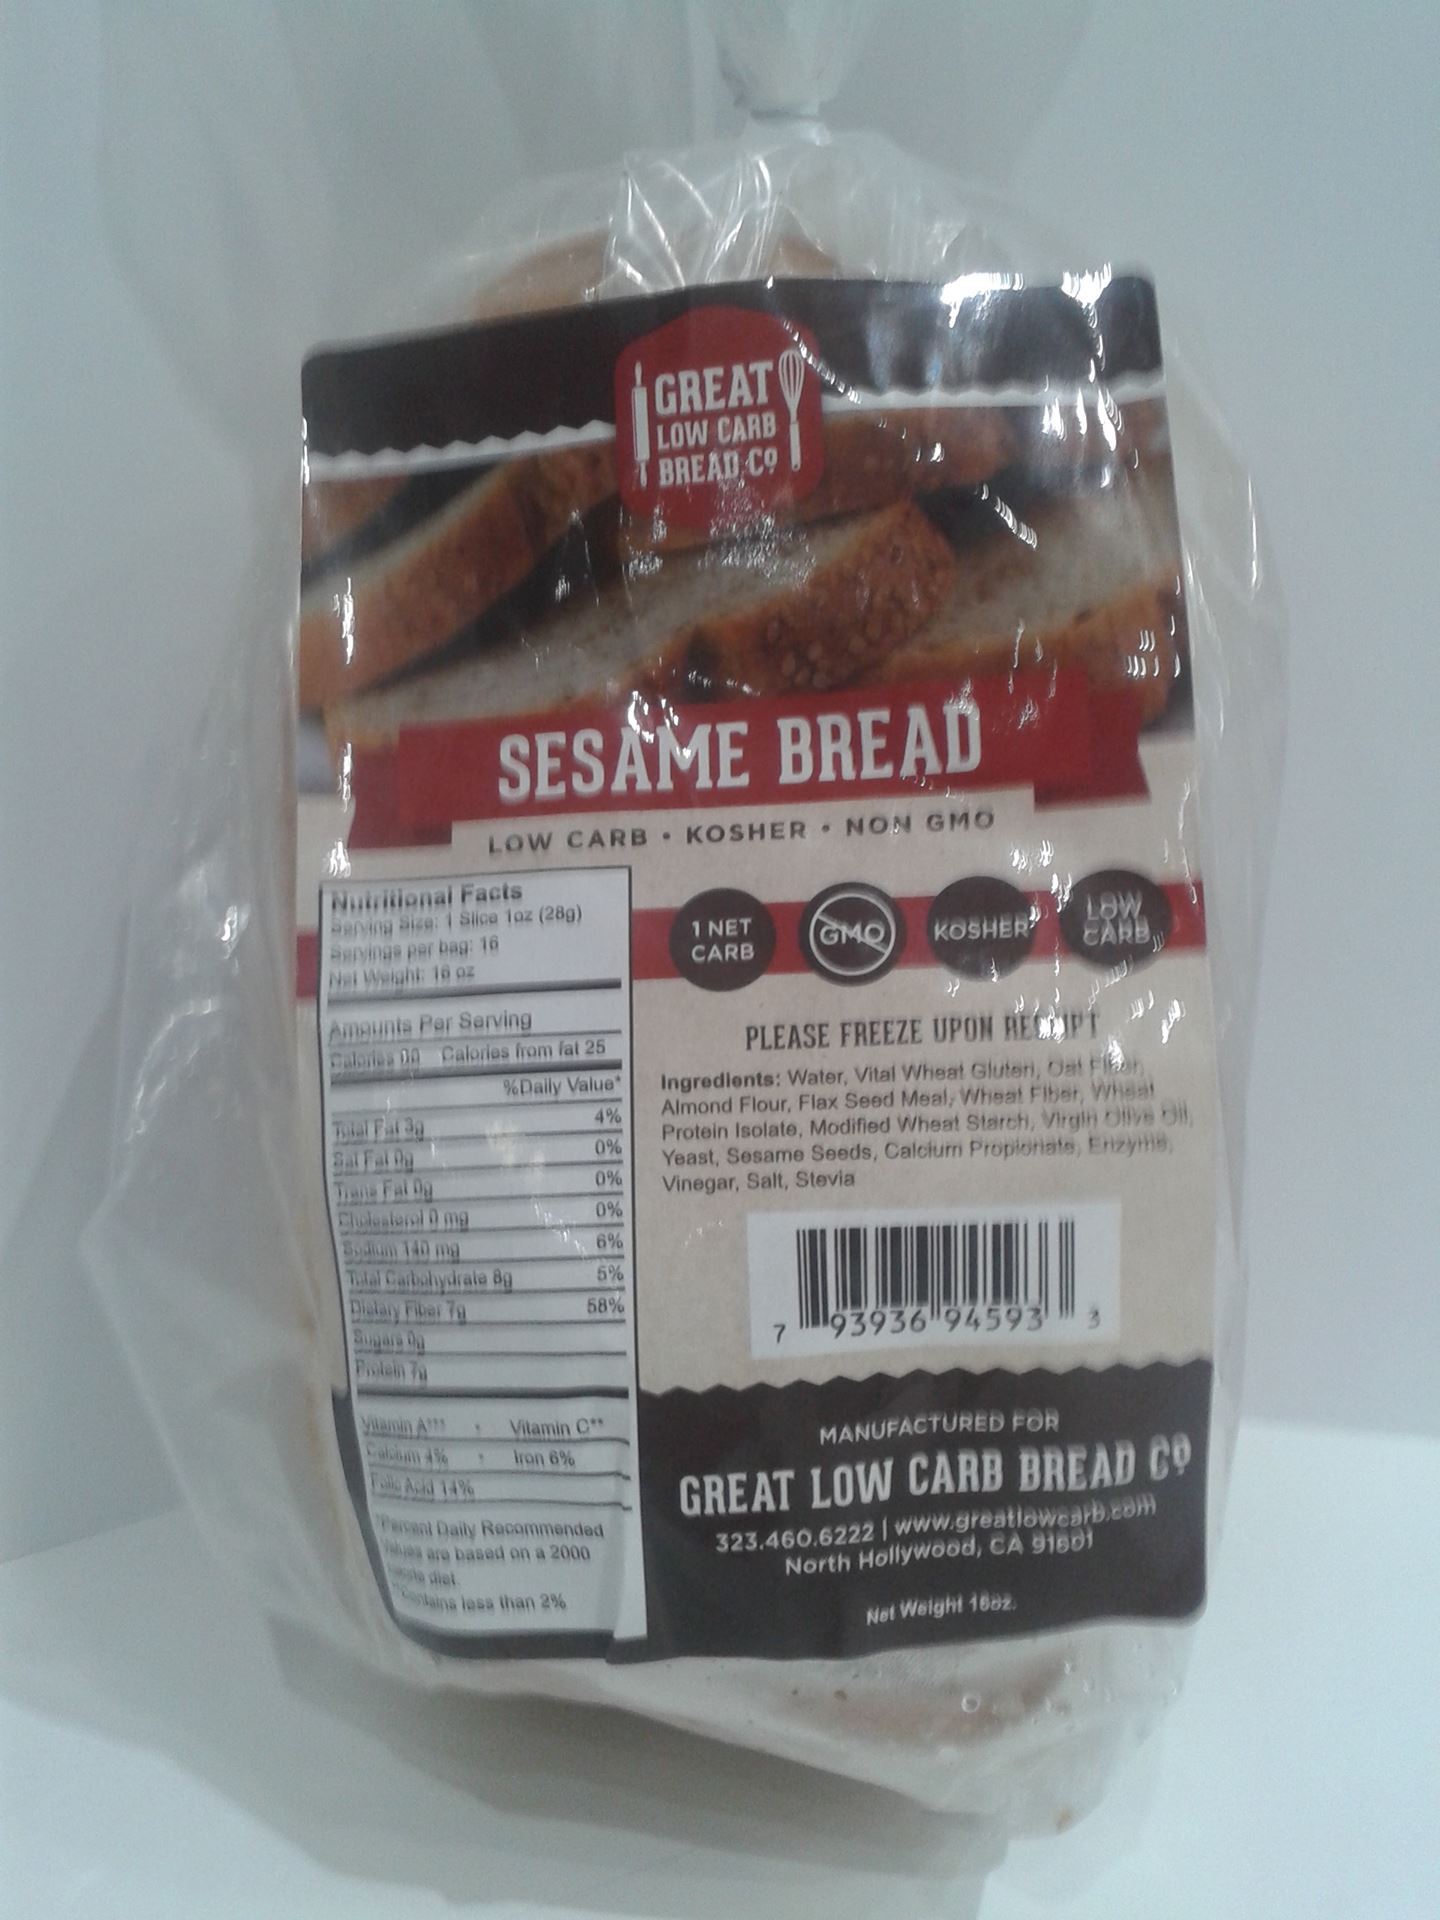 GREAT
LOW CARB
BREAD CO
SESAME BREAD
LOW CARB • KOSHER • NON GMO
Nutritional Facts
Serving Size: 1 Slice 1oz (28g)
Servings per bag: 16
Net Weight: 16 oz
Amounts Per Serving
Calories Calories from fat 25
%Daily Value*
Total Fat 3g 4%
Sat Fat 0g 0%
Trans Fat 0g 0%
Cholesterol 0 mg 0%
Sodium 140 mg 6%
Total Carbohydrate 8g 5%
Dietary Fiber 7g 58%
Sugars 0g
Protein 7g
Vitamin A*** • Vitamin C**
Calcium 4% • Iron 6%
Folic Acid 14%
*Percent Daily Recommended
Values are based on a 2000
diet.
**Contains less than 2%
1 NET
CARB
GMO
KOSHER
LOW
CARB
PLEASE FREEZE UPON RECEIPT
Ingredients: Water, Vital Wheat Gluten, Oat Fiber,
Almond Flour, Flax Seed Meal, Wheat Fiber, Wheat
Protein Isolate, Modified Wheat Starch, Virgin Olive Oil,
Yeast, Sesame Seeds, Calcium Propionate, Enzyme,
Vinegar, Salt, Stevia
7 93936 94593 3
MANUFACTURED FOR
GREAT LOW CARB BREAD CO
323.460.6222 | www.greatlowcarb.com
North Hollywood, CA 91601
Net Weight 16oz.